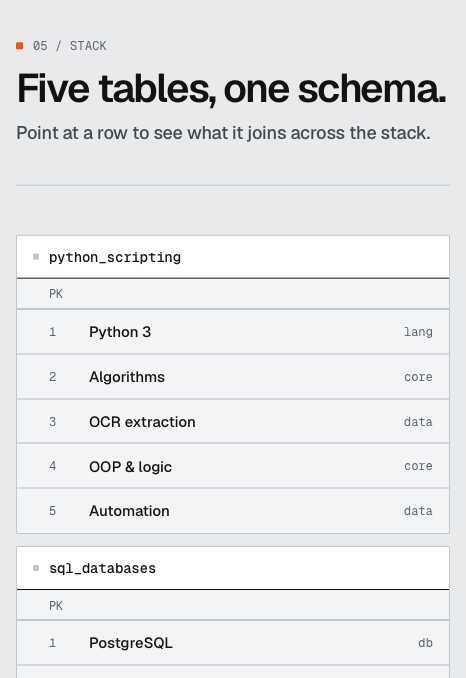 05 / STACK
Five tables, one schema.
Point at a row to see what it joins across the stack.
python_scripting
PK
1 Python 3 lang
2 Algorithms core
3 OCR extraction data
4 OOP & logic core
5 Automation data
sql_databases
PK
1 PostgreSQL db